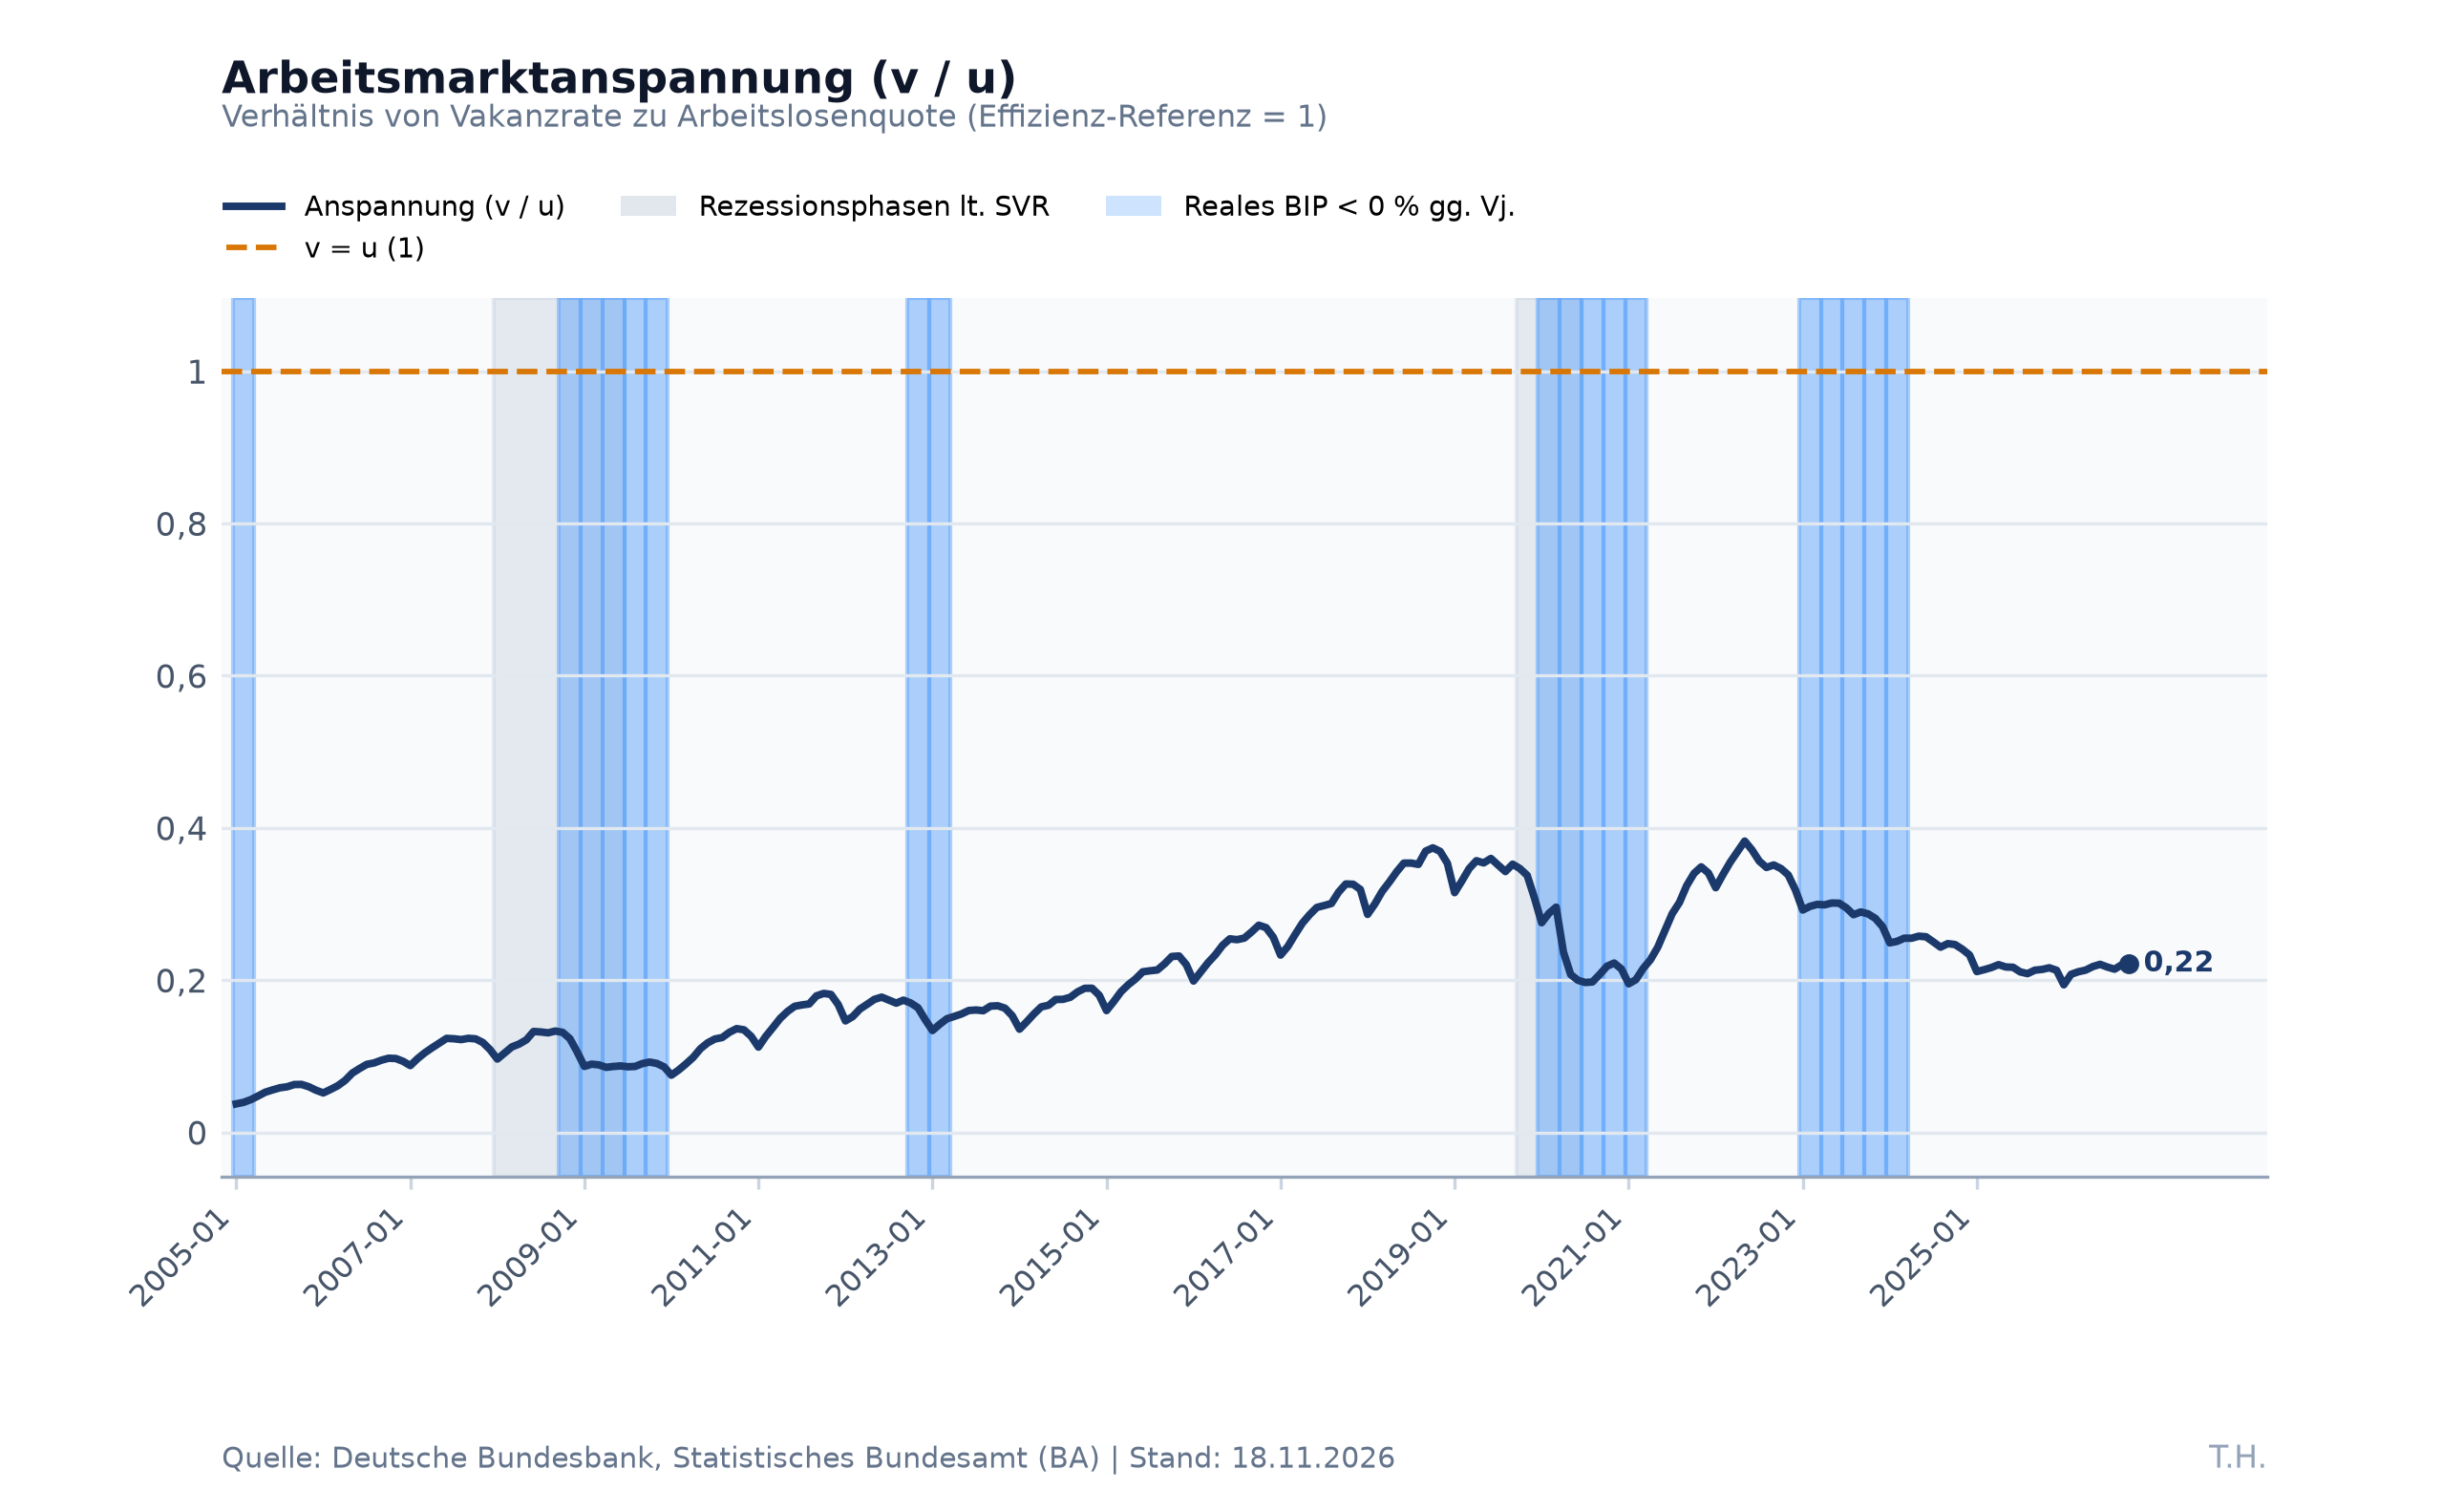 Arbeitsmarktanspannung (v / u)
Verhältnis von Vakanzrate zu Arbeitslosenquote (Effizienz-Referenz = 1)
Anspannung (v / u)
Rezessionsphasen lt. SVR
Reales BIP < 0 % gg. Vj.
v = u (1)
1
0,8
0,6
0,4
0,2
0
0,22
2005-01
2007-01
2009-01
2011-01
2013-01
2015-01
2017-01
2019-01
2021-01
2023-01
2025-01
Quelle: Deutsche Bundesbank, Statistisches Bundesamt (BA) | Stand: 18.11.2026
T.H.